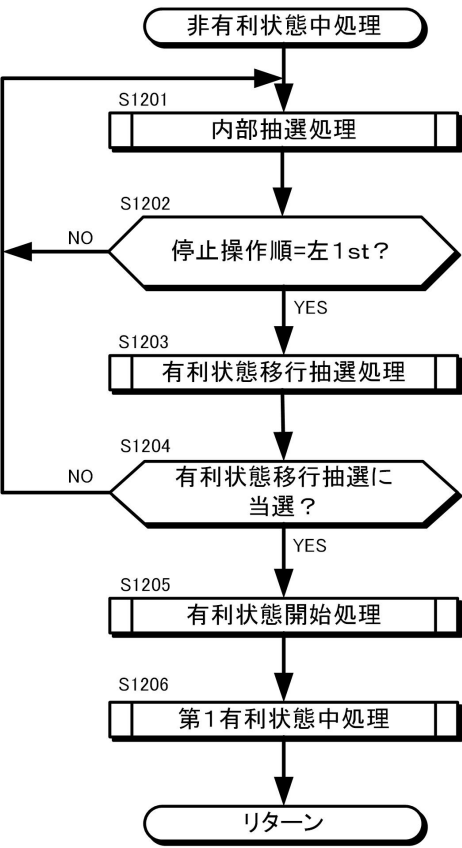 非有利状態中処理
S1201
内部抽選処理
S1202
NO
停止操作順=左1st?
YES
S1203
有利状態移行抽選処理
S1204
NO
有利状態移行抽選に
当選?
YES
S1205
有利状態開始処理
S1206
第1有利状態中処理
リターン